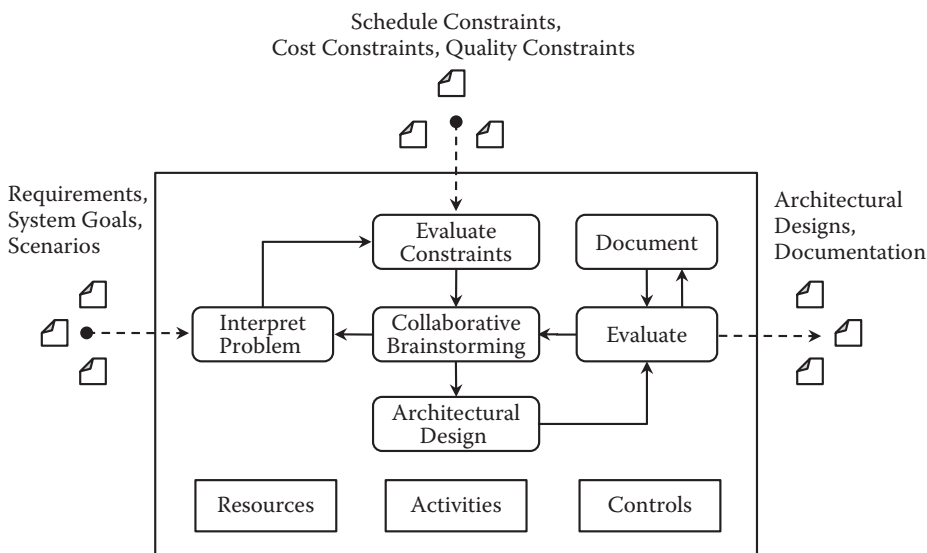 Schedule Constraints,
Cost Constraints, Quality Constraints
Requirements,
System Goals,
Scenarios
Architectural
Designs,
Documentation
Evaluate
Constraints
Document
Interpret
Problem
Collaborative
Brainstorming
Evaluate
Architectural
Design
Resources
Activities
Controls